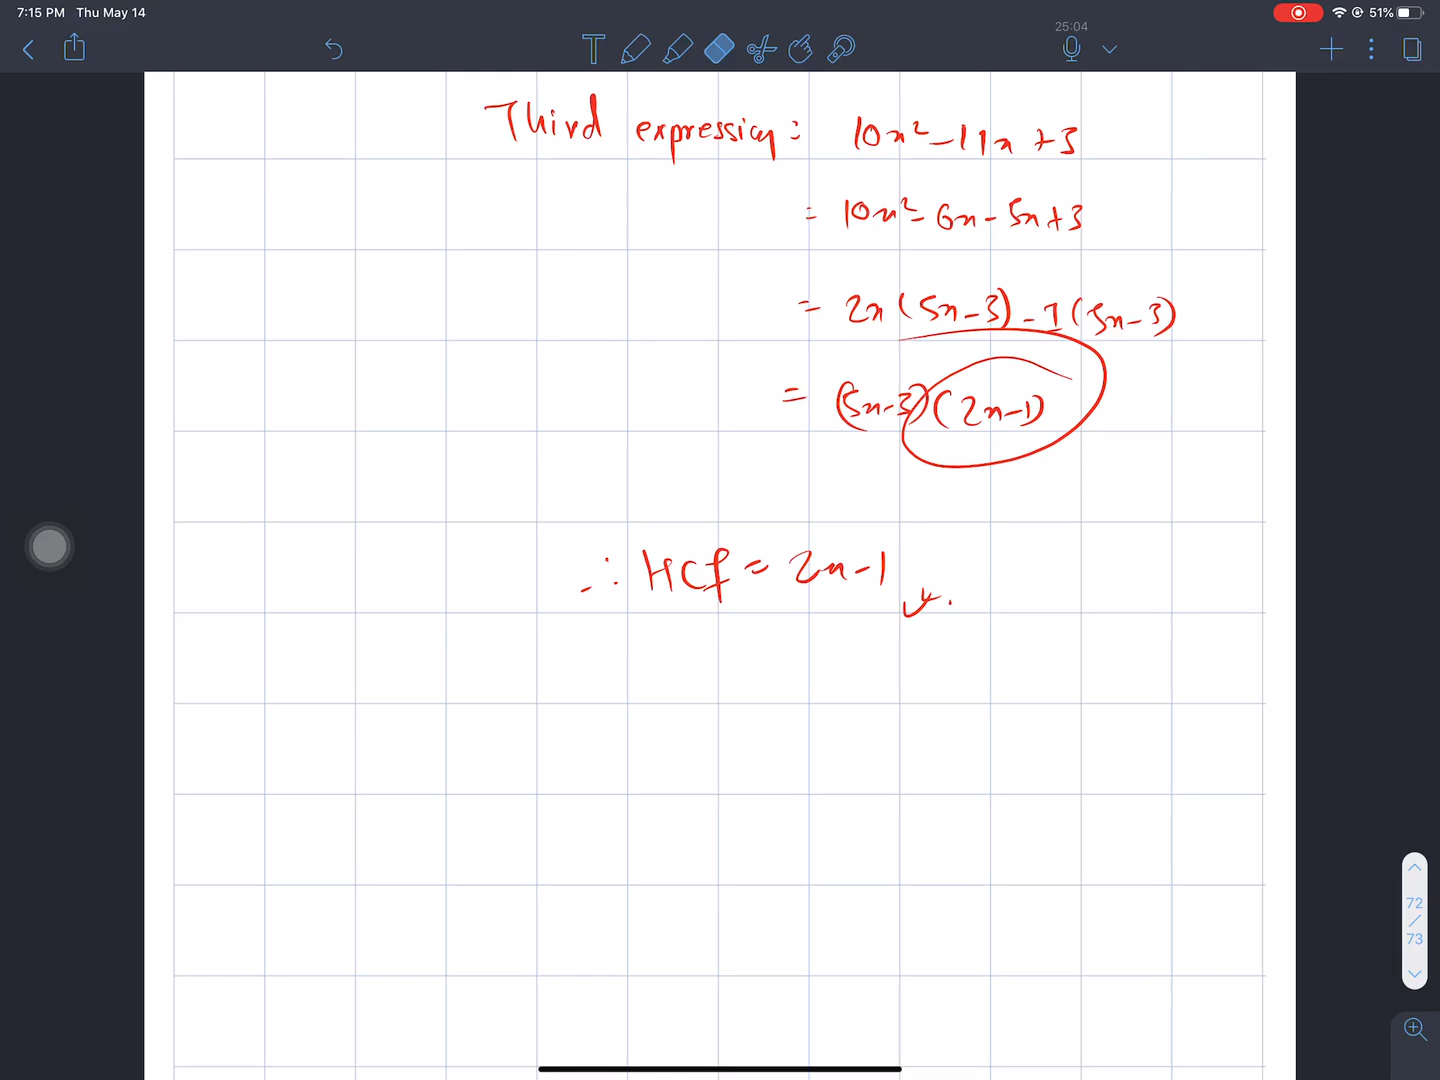 7:15 PM Thu May 14
51%
25:04
Third expression = 10x² - 11x + 3
= 10x² - 6x - 5x + 3
= 2x (5x - 3) - 1 (5x - 3)
= (5x - 3) (2x - 1)
∴ HCF = 2x - 1
72
/
73